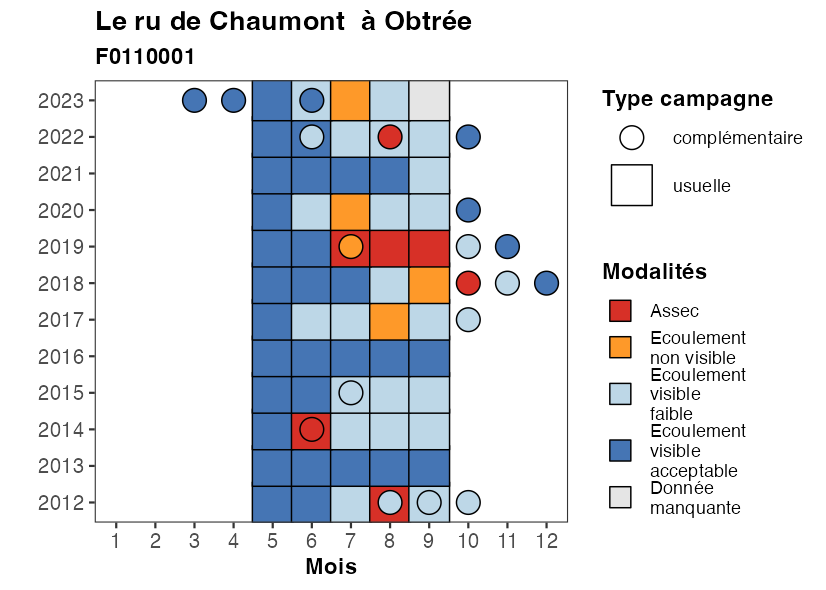 Le ru de Chaumont  à Obtrée
F0110001
2023
2022
2021
2020
2019
2018
2017
2016
2015
2014
2013
2012
1 2 3 4 5 6 7 8 9 10 11 12
Mois
Type campagne
complémentaire
usuelle
Modalités
Assec
Ecoulement
non visible
Ecoulement
visible
faible
Ecoulement
visible
acceptable
Donnée
manquante